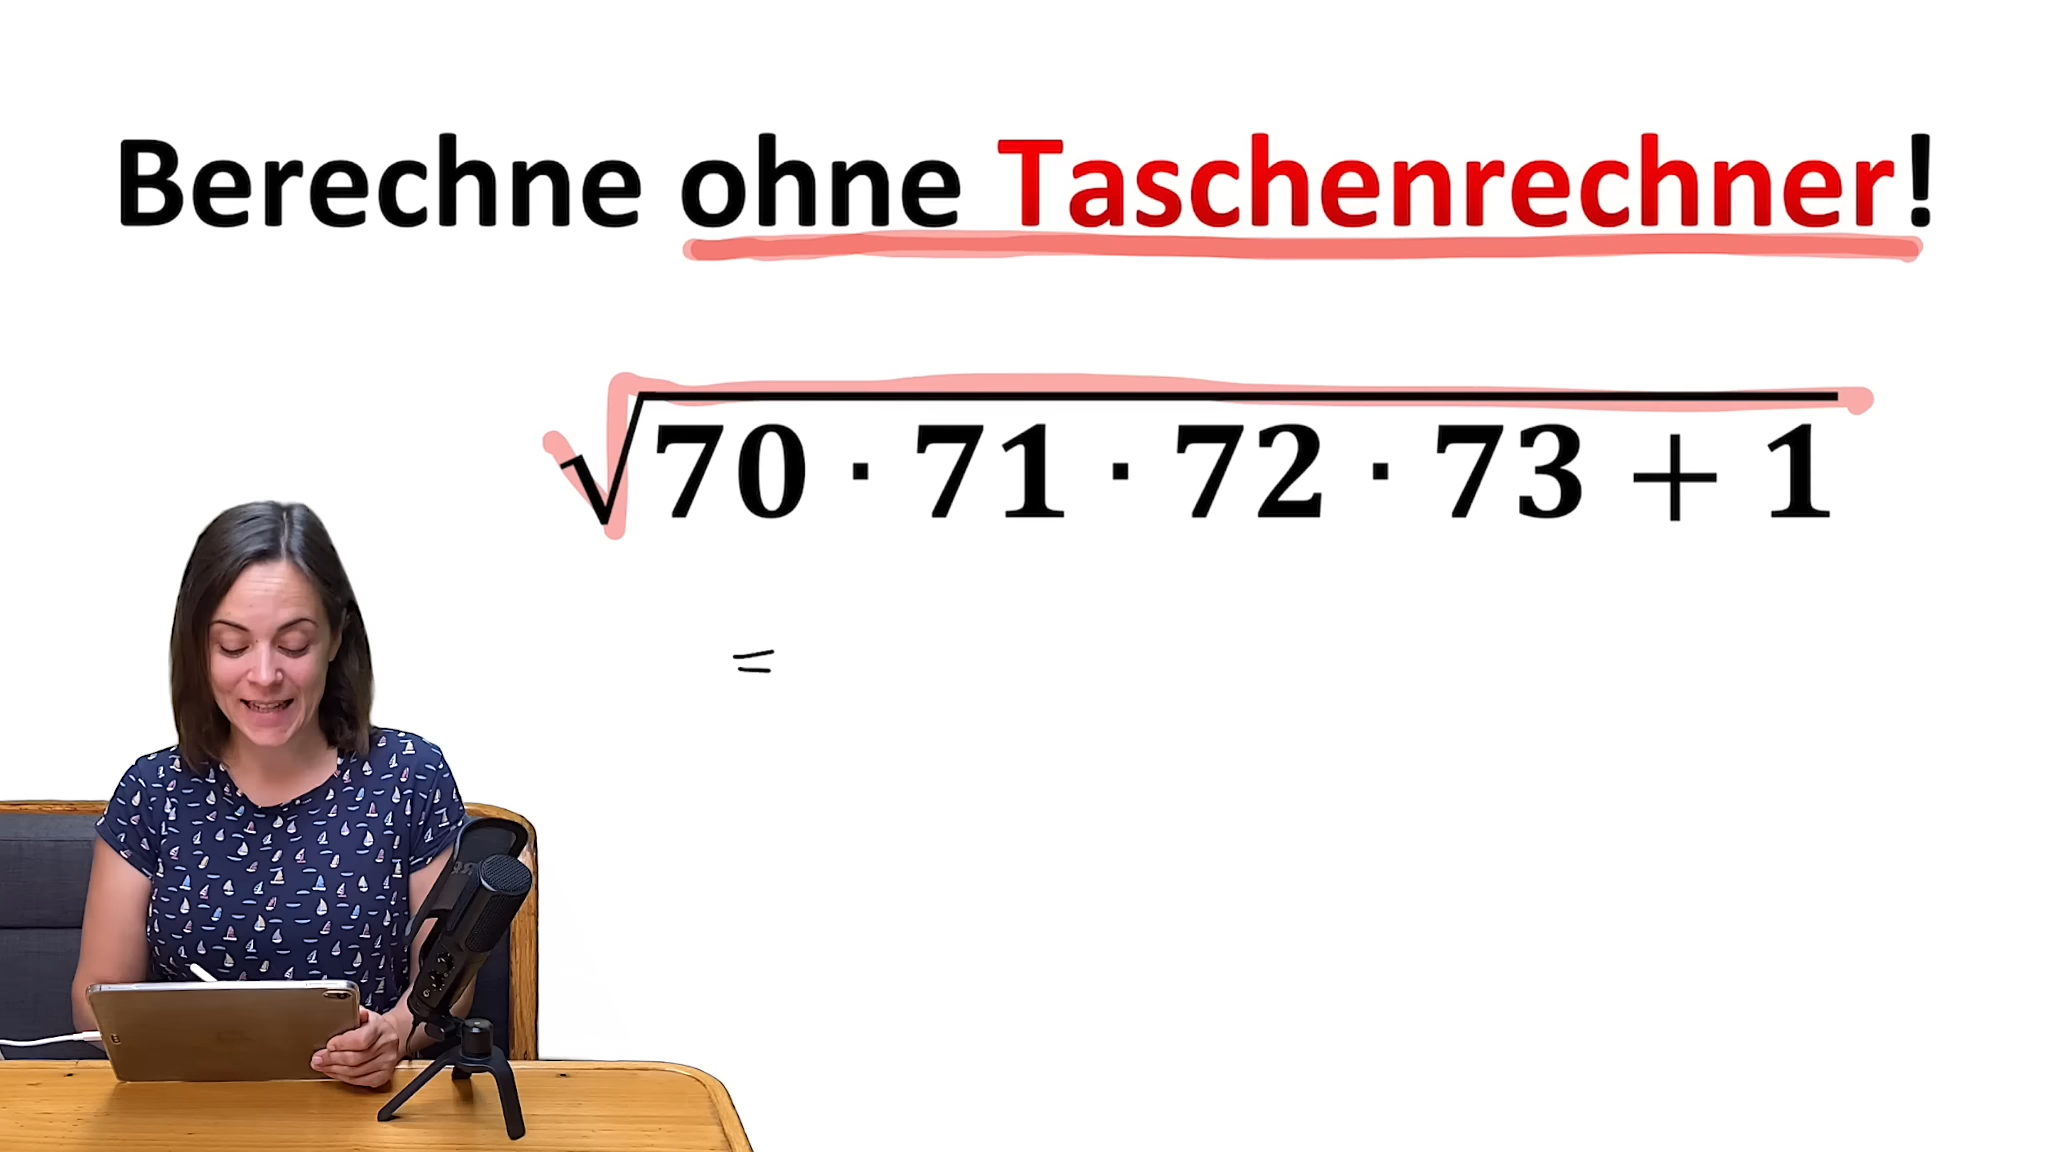 Berechne ohne Taschenrechner!
√70 · 71 · 72 · 73 + 1
=